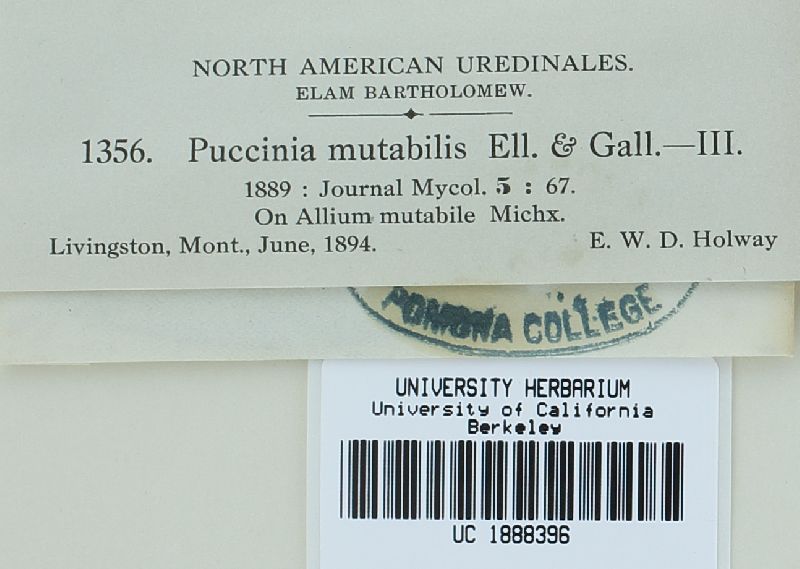 NORTH AMERICAN UREDINALES.
ELAM BARTHOLOMEW.
1356. Puccinia mutabilis Ell. & Gall.—III.
1889 : Journal Mycol. 5 : 67.
On Allium mutabile Michx.
Livingston, Mont., June, 1894. E. W. D. Holway
POMONA COLLEGE
UNIVERSITY HERBARIUM
University of California
Berkeley
UC 1888396